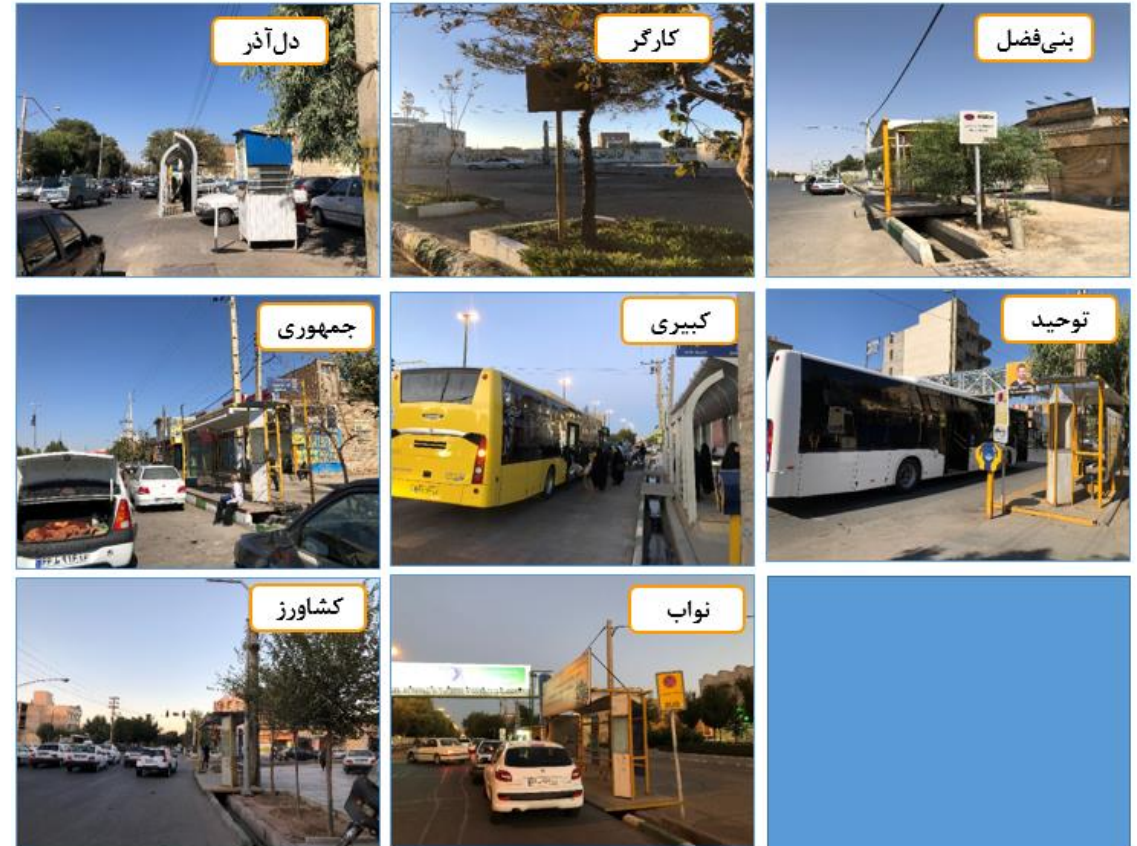 بنی‌فضل
کارگر
دل‌آذر
توحید
کبیری
جمهوری
نواب
کشاورز